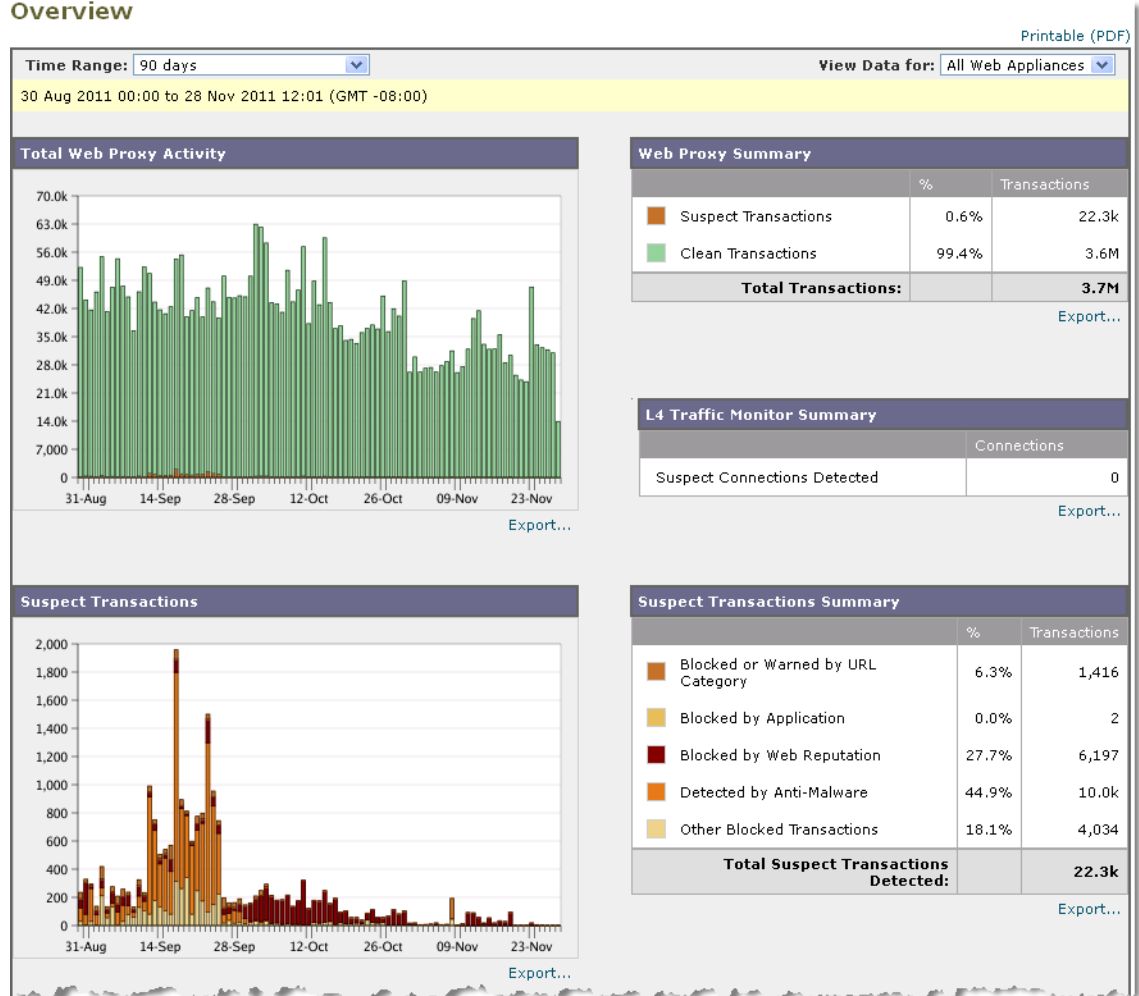 Overview
Printable (PDF)
Time Range: 90 days
View Data for: All Web Appliances
30 Aug 2011 00:00 to 28 Nov 2011 12:01 (GMT -08:00)
Total Web Proxy Activity
70.0k
63.0k
56.0k
49.0k
42.0k
35.0k
28.0k
21.0k
14.0k
7,000
0
31-Aug 14-Sep 28-Sep 12-Oct 26-Oct 09-Nov 23-Nov
Export...
Web Proxy Summary
% Transactions
Suspect Transactions 0.6% 22.3k
Clean Transactions 99.4% 3.6M
Total Transactions: 3.7M
Export...
L4 Traffic Monitor Summary
Connections
Suspect Connections Detected 0
Export...
Suspect Transactions
2,000
1,800
1,600
1,400
1,200
1,000
800
600
400
200
0
31-Aug 14-Sep 28-Sep 12-Oct 26-Oct 09-Nov 23-Nov
Export...
Suspect Transactions Summary
% Transactions
Blocked or Warned by URL
Category 6.3% 1,416
Blocked by Application 0.0% 2
Blocked by Web Reputation 27.7% 6,197
Detected by Anti-Malware 44.9% 10.0k
Other Blocked Transactions 18.1% 4,034
Total Suspect Transactions
Detected: 22.3k
Export...